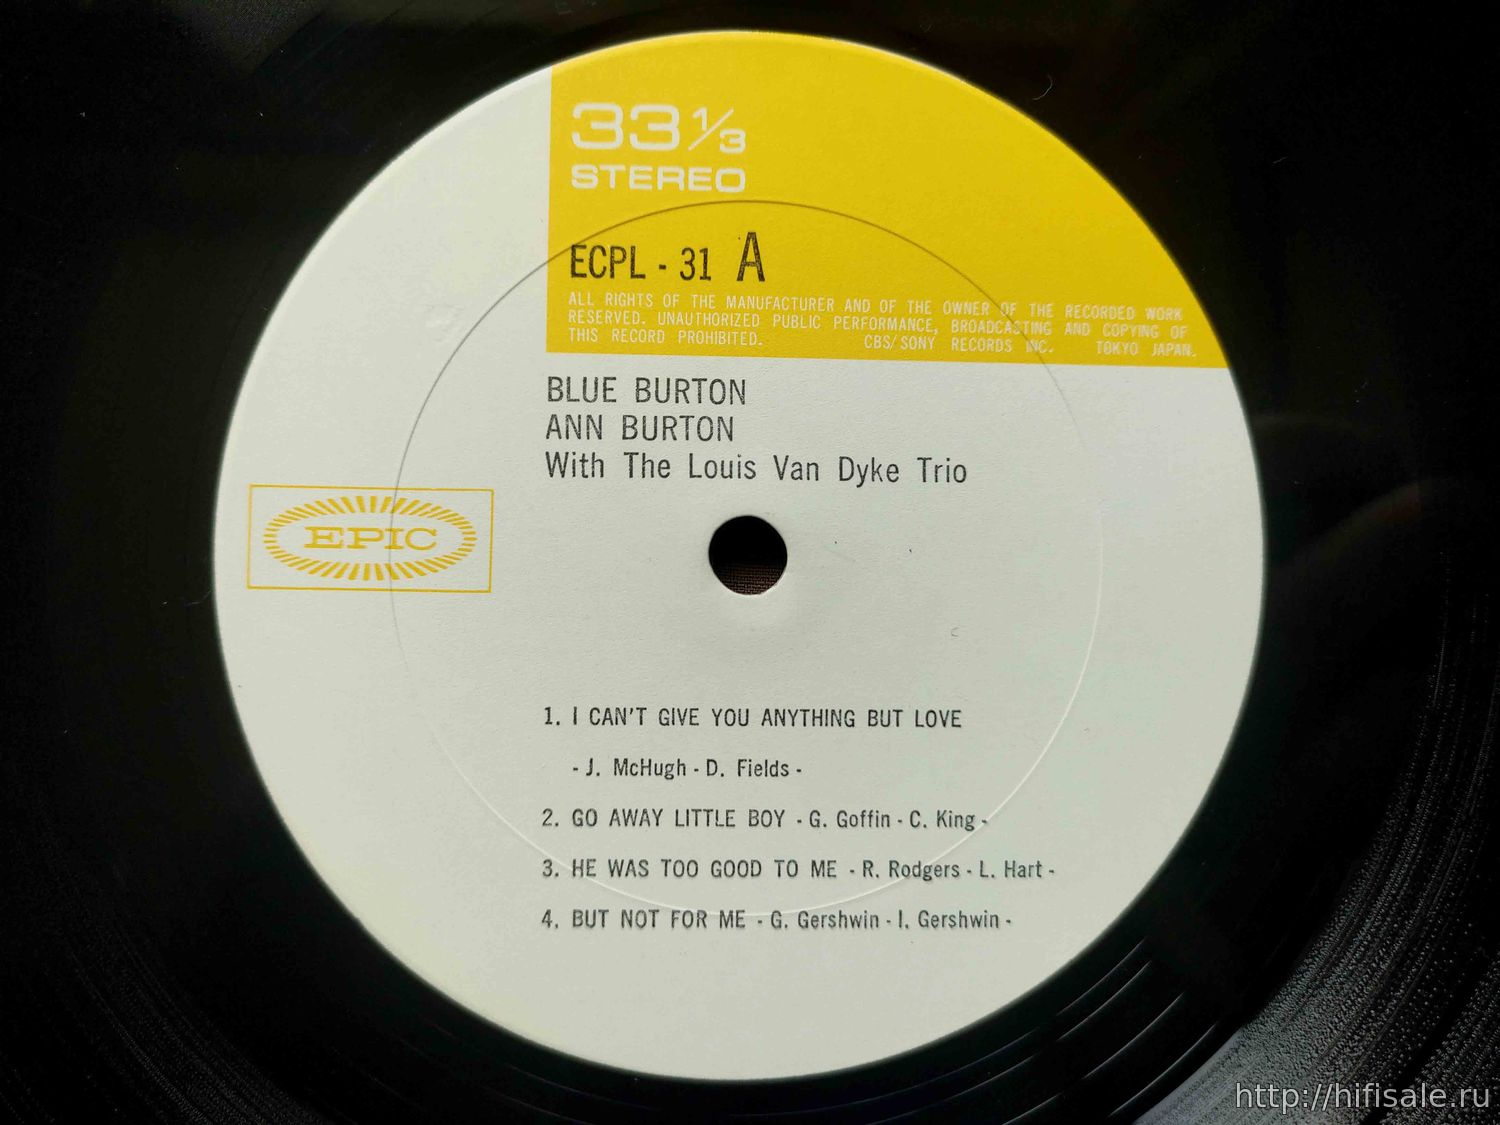 33 1/3
STEREO
ECPL - 31 A
ALL RIGHTS OF THE MANUFACTURER AND OF THE OWNER OF THE RECORDED WORK
RESERVED. UNAUTHORIZED PUBLIC PERFORMANCE, BROADCASTING AND COPYING OF
THIS RECORD PROHIBITED. CBS/SONY RECORDS INC. TOKYO JAPAN.
BLUE BURTON
ANN BURTON
With The Louis Van Dyke Trio
EPIC
1. I CAN'T GIVE YOU ANYTHING BUT LOVE
- J. McHugh - D. Fields -
2. GO AWAY LITTLE BOY - G. Goffin - C. King -
3. HE WAS TOO GOOD TO ME - R. Rodgers - L. Hart -
4. BUT NOT FOR ME - G. Gershwin - I. Gershwin -
http://hifisale.ru